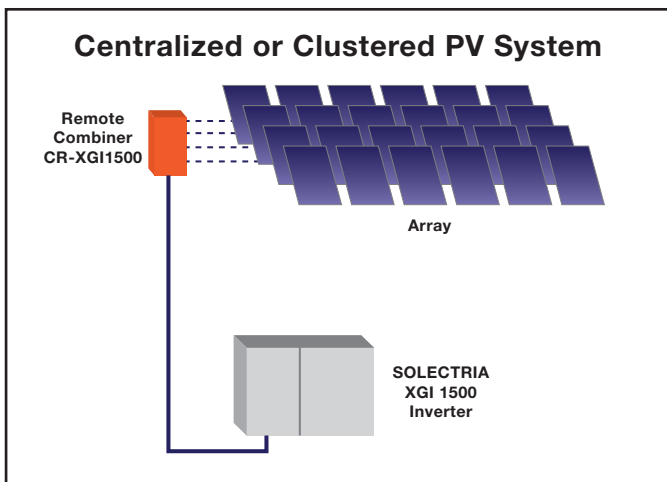 Centralized or Clustered PV System
Remote
Combiner
CR-XGI1500
Array
SOLECTRIA
XGI 1500
Inverter